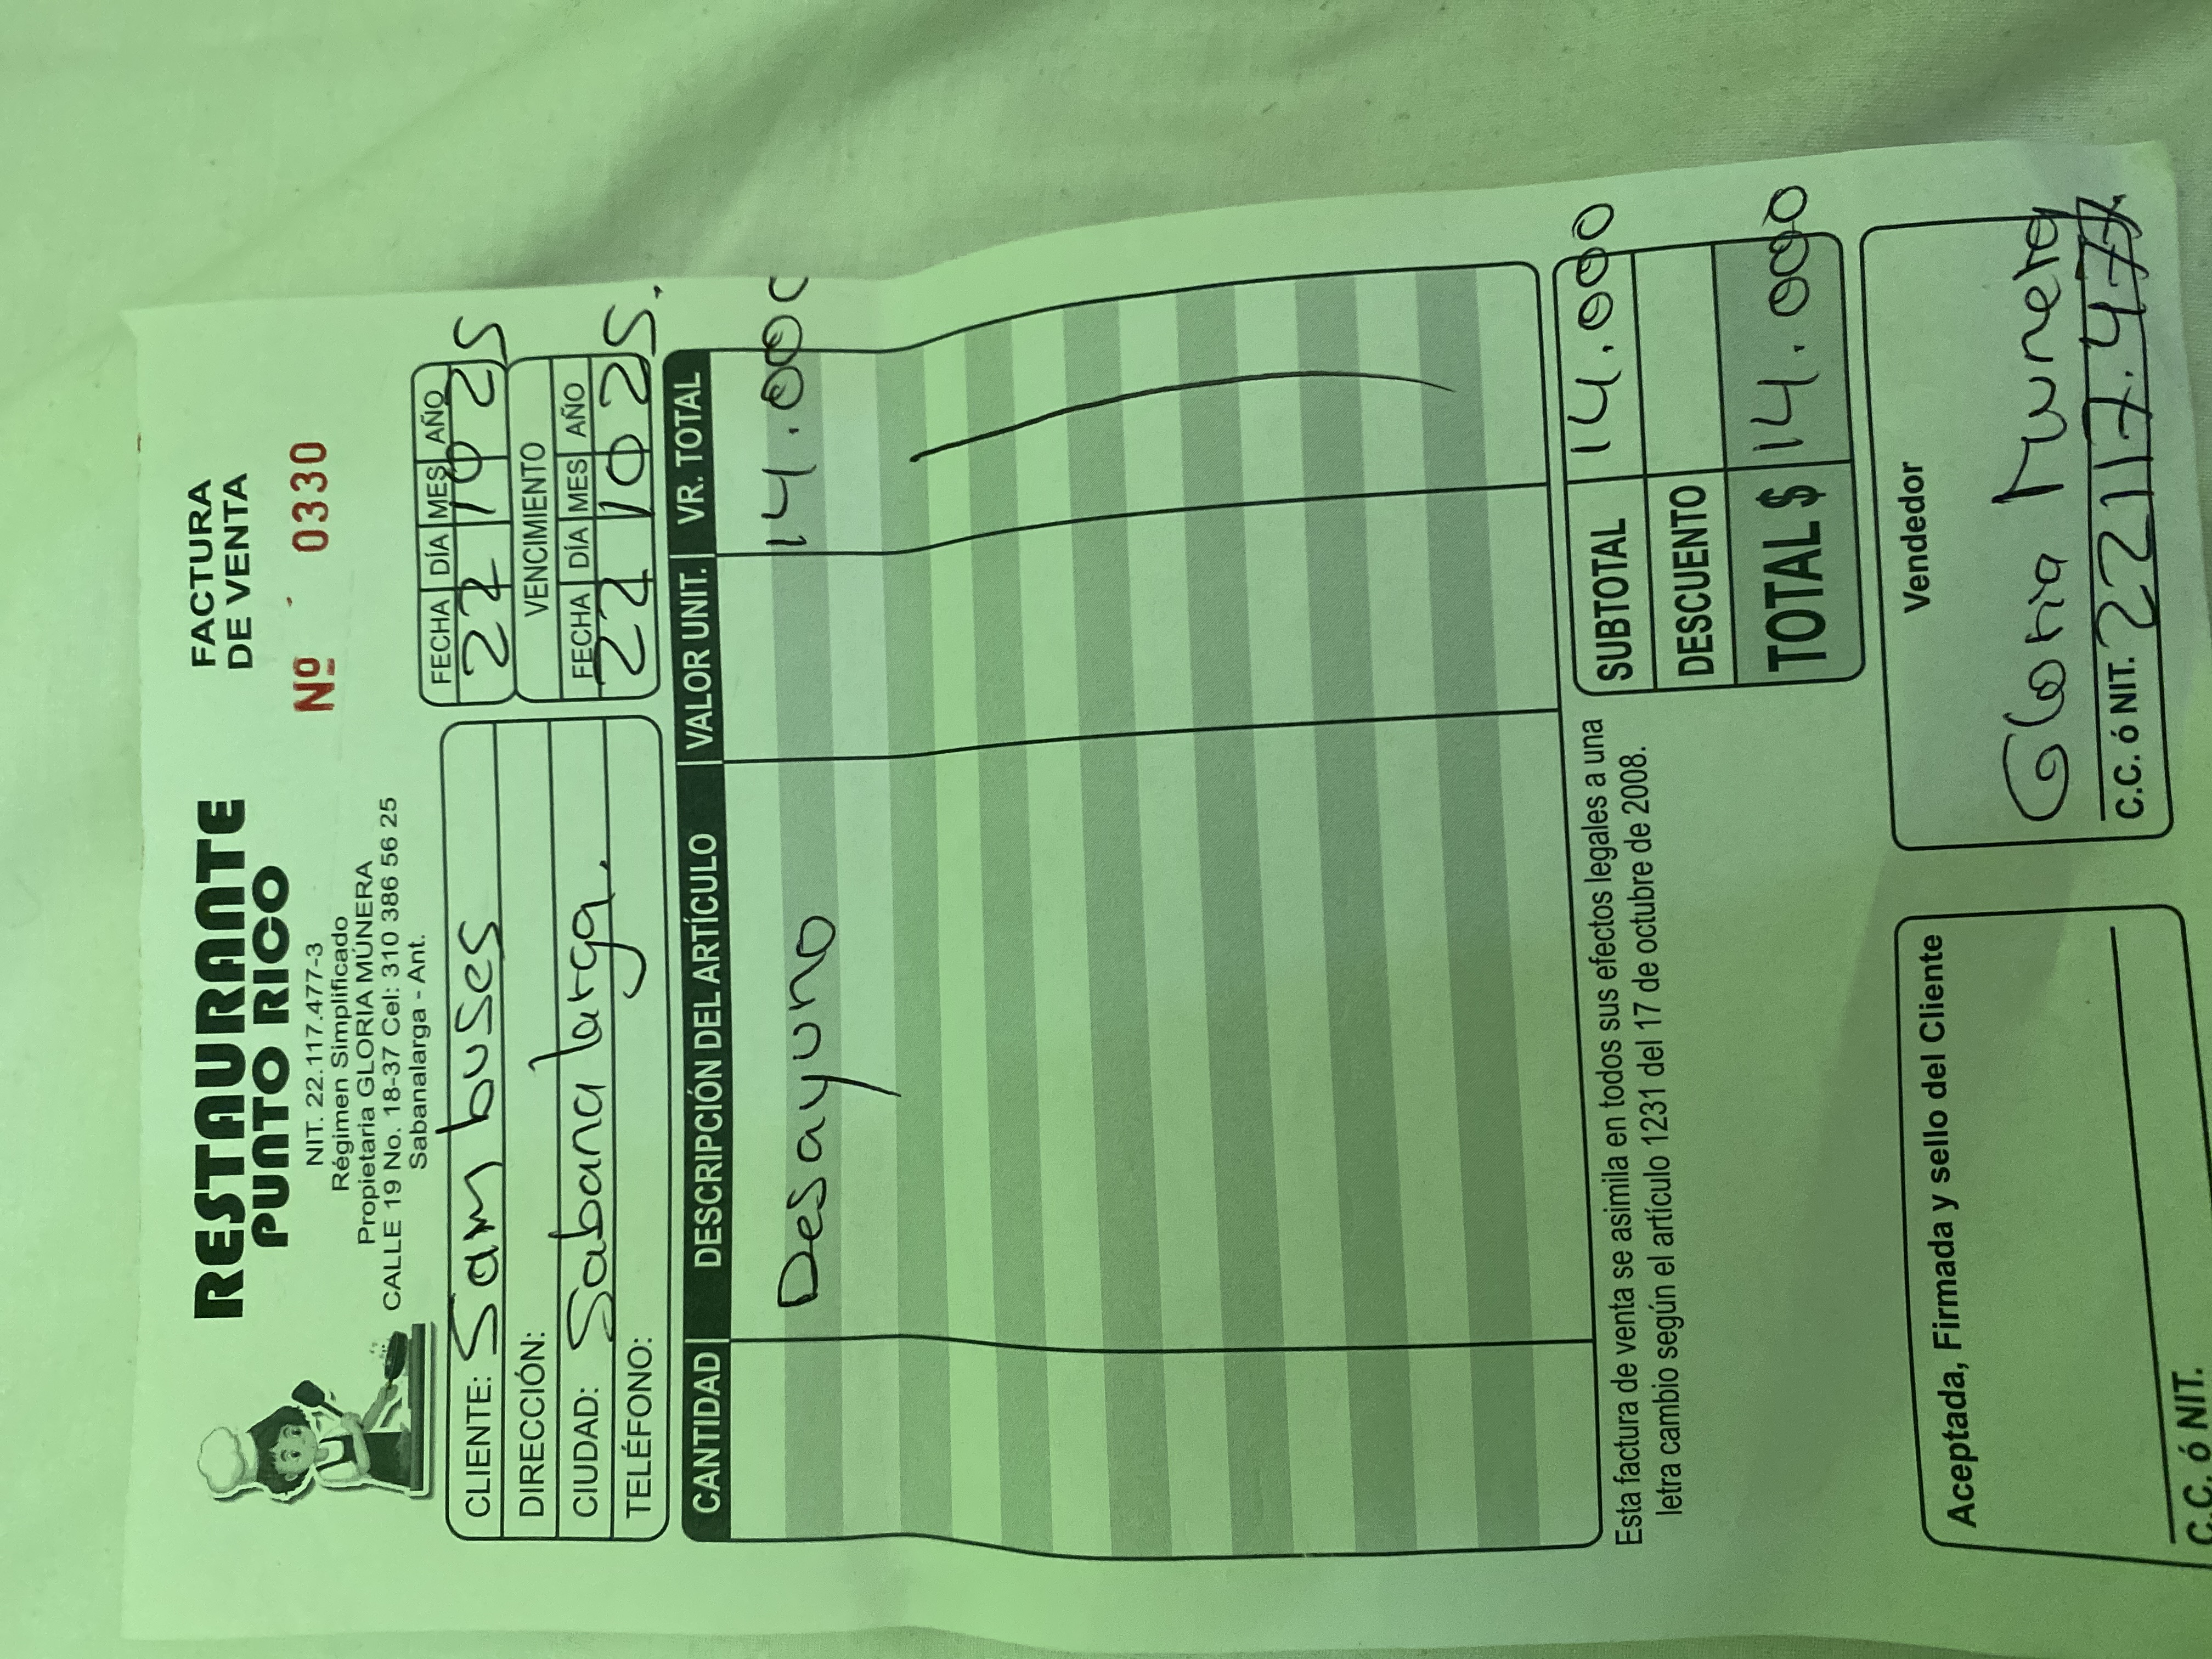 RESTAURANTE
PUNTO RICO
NIT. 22.117.477-3
Régimen Simplificado
Propietaria GLORIA MÚNERA
CALLE 19 No. 18-37 Cel: 310 386 56 25
Sabanalarga - Ant.
FACTURA
DE VENTA
Nº 0330
CLIENTE: Sam buses
DIRECCIÓN:
CIUDAD: Sabana larga.
TELÉFONO:
FECHA DÍA MES AÑO
22 10 25
VENCIMIENTO
FECHA DÍA MES AÑO
22 10 25.
CANTIDAD DESCRIPCIÓN DEL ARTÍCULO VALOR UNIT. VR. TOTAL
Desayuno 14.000
Esta factura de venta se asimila en todos sus efectos legales a una
letra cambio según el artículo 1231 del 17 de octubre de 2008.
SUBTOTAL 14.000
DESCUENTO
TOTAL $ 14.000
Aceptada, Firmada y sello del Cliente
C.C. ó NIT.
Vendedor
Gloria Munera
C.C. ó NIT. 22117.477